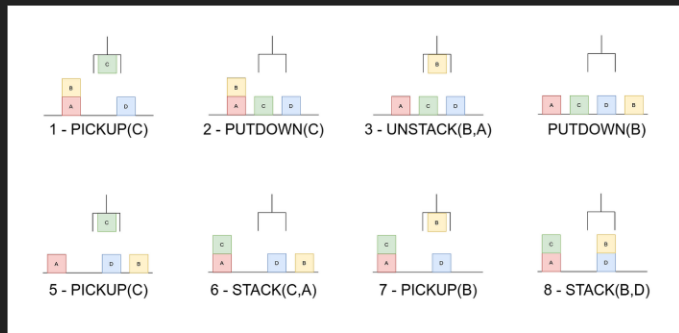 C
B
A
D
1 - PICKUP(C)
B
A
C
D
2 - PUTDOWN(C)
B
A
C
D
3 - UNSTACK(B,A)
A
C
D
B
PUTDOWN(B)
C
A
D
B
5 - PICKUP(C)
C
A
D
B
6 - STACK(C,A)
B
C
A
D
7 - PICKUP(B)
C
B
A
D
8 - STACK(B,D)